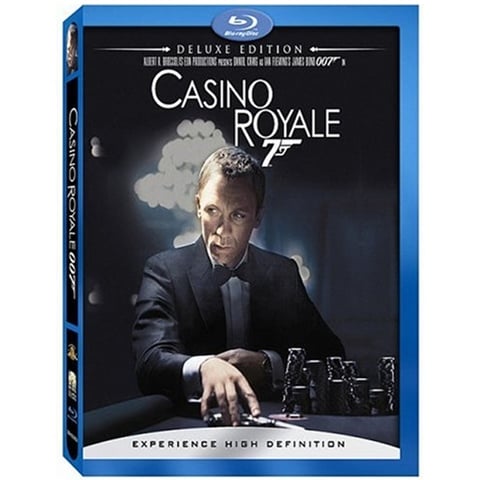 Blu-ray Disc
DELUXE EDITION
ALBERT R. BROCCOLI'S EON PRODUCTIONS PRESENTS DANIEL CRAIG AS IAN FLEMING'S JAMES BOND 007 IN
CASINO
ROYALE
007
EXPERIENCE HIGH DEFINITION
CASINO ROYALE 007